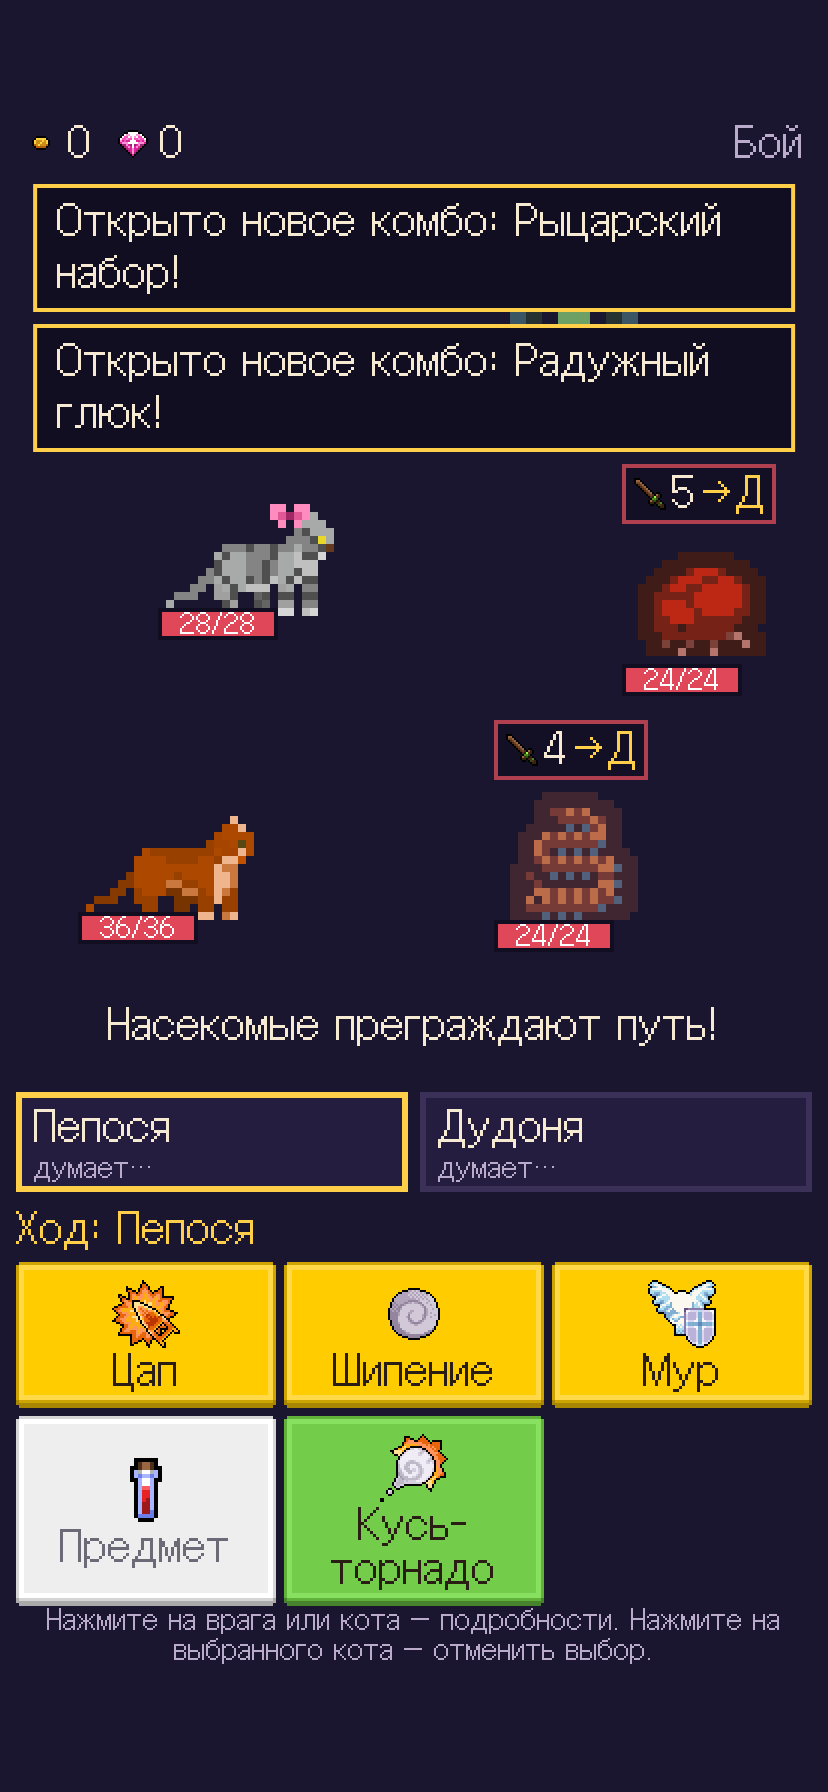 0 0 Бой
Открыто новое комбо: Рыцарский
набор!
Открыто новое комбо: Радужный
глюк!
5→Д
28/28
24/24
4→Д
36/36
24/24
Насекомые преграждают путь!
Пепося
думает...
Дудоня
думает...
Ход: Пепося
Цап
Шипение
Мур
Предмет
Кусь-
торнадо
Нажмите на врага или кота — подробности. Нажмите на
выбранного кота — отменить выбор.